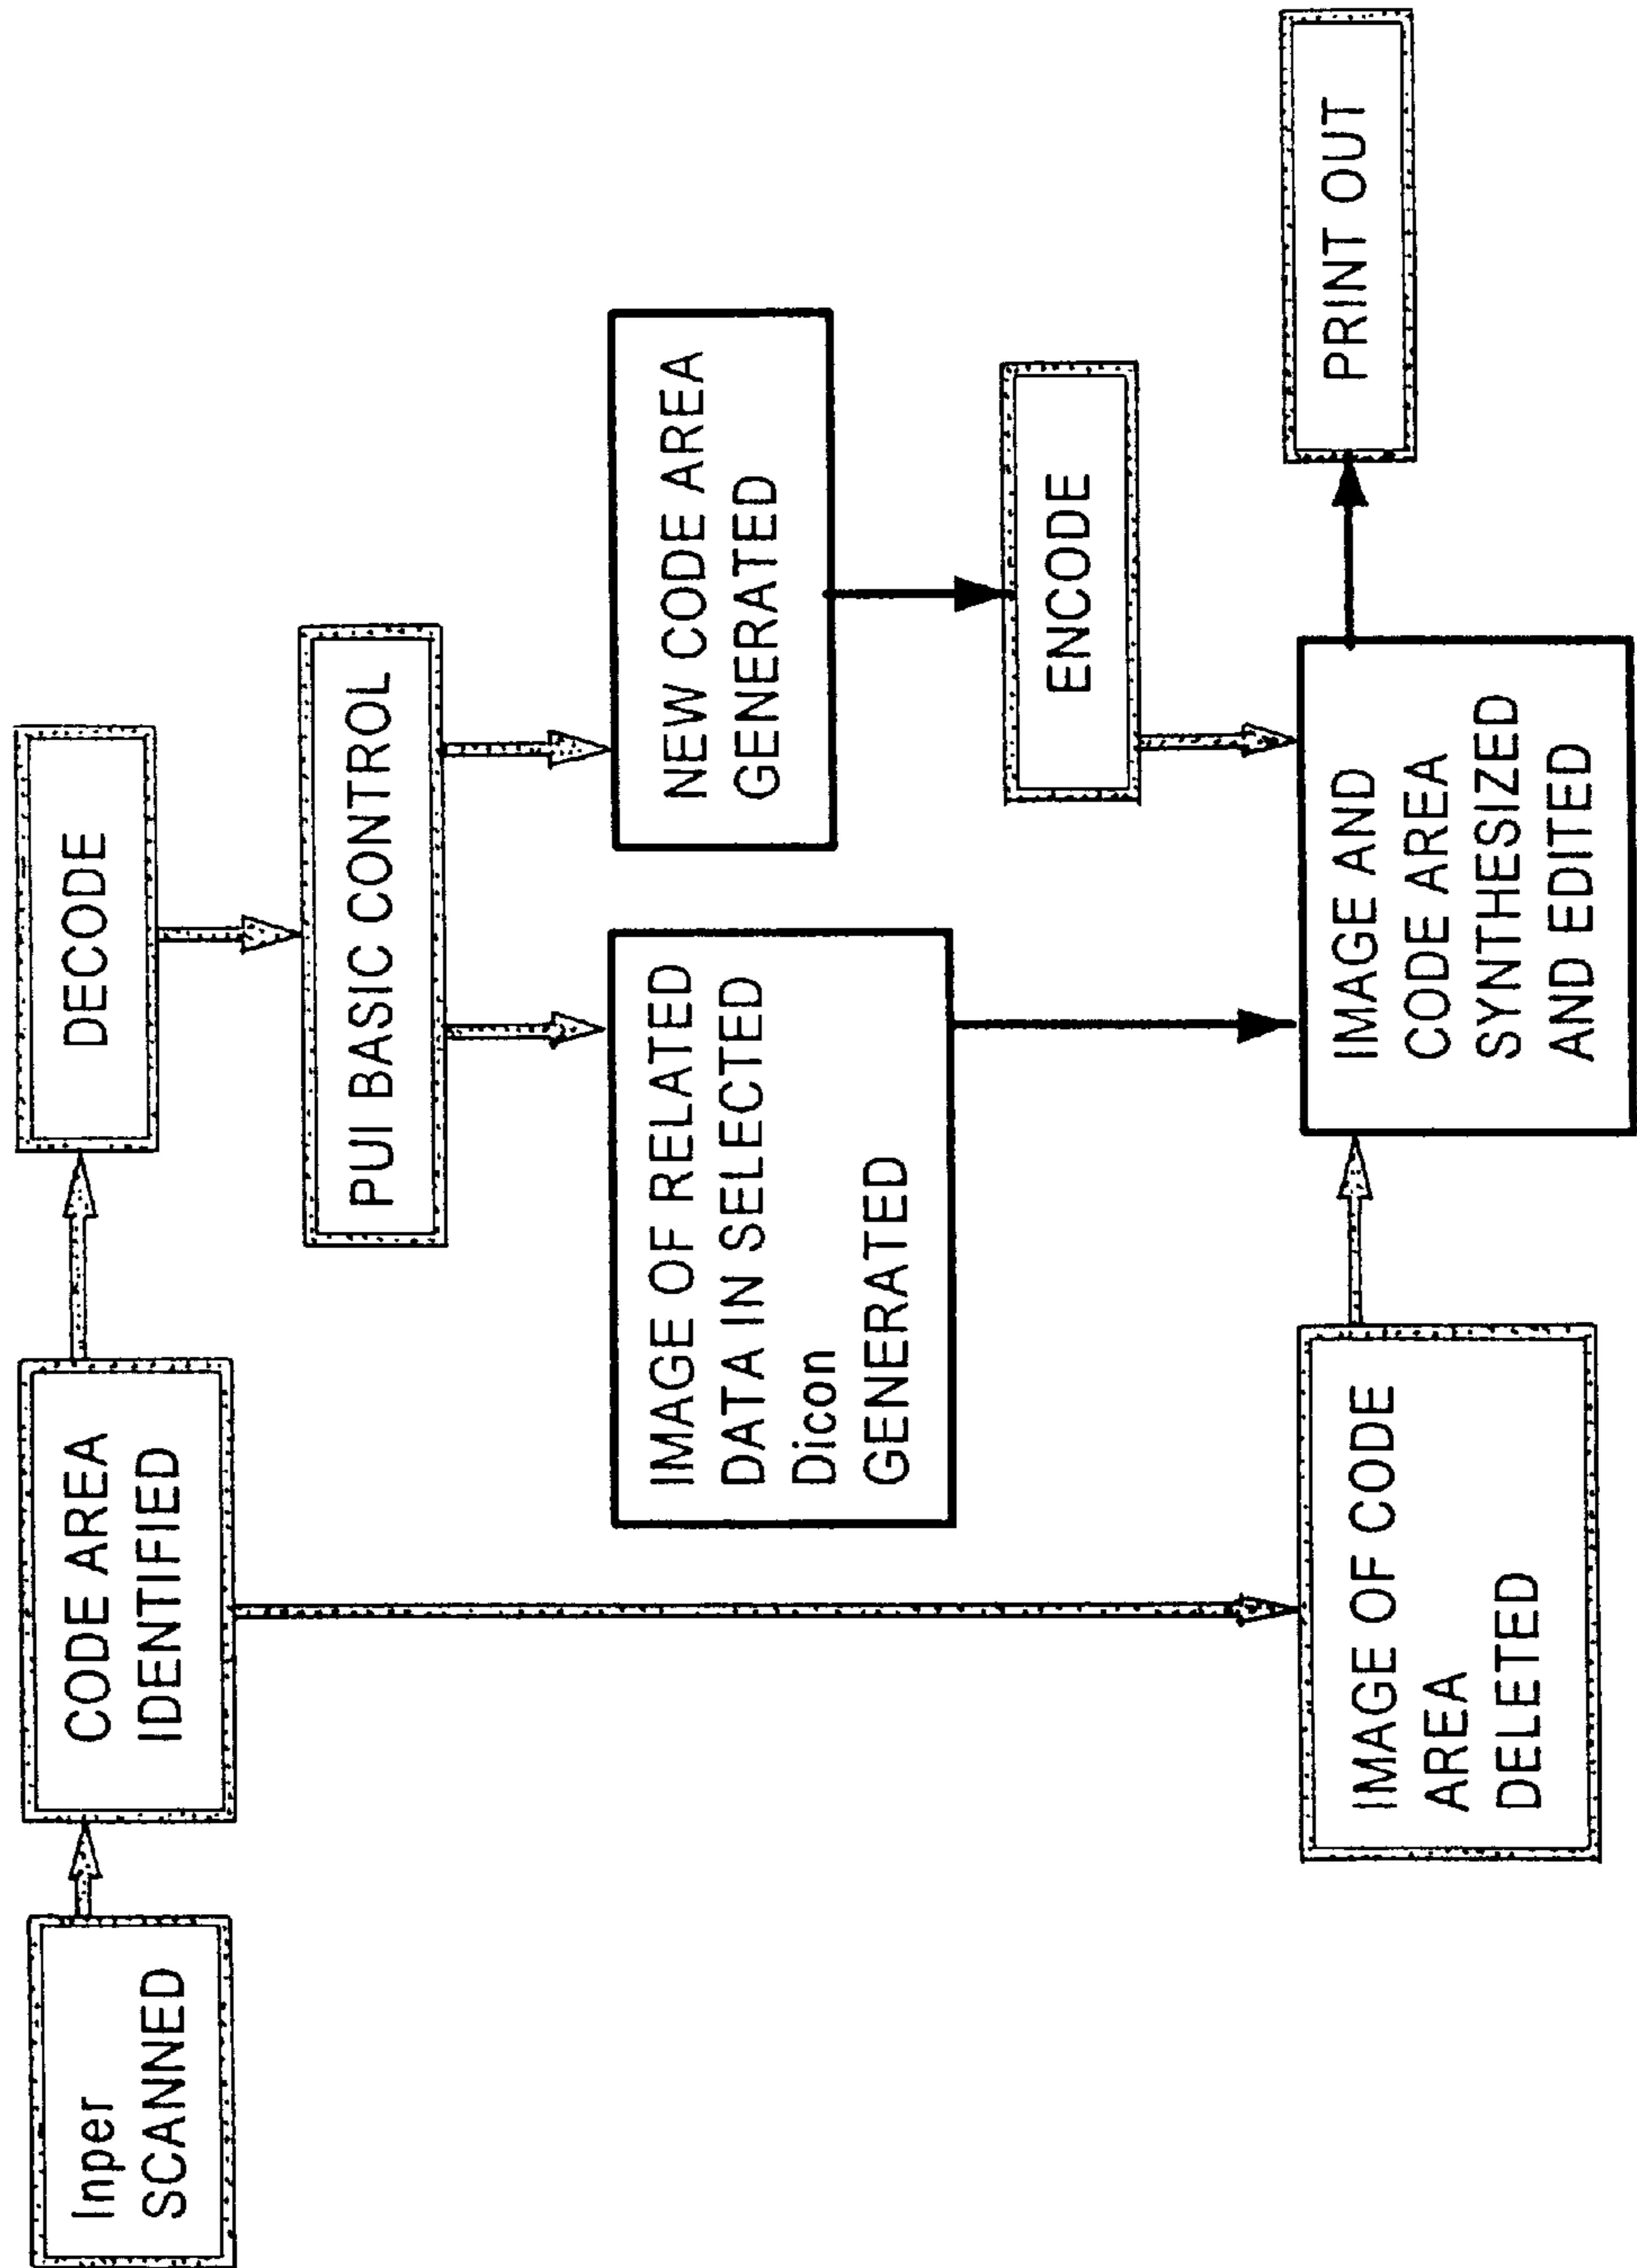 Inper
SCANNED
CODE AREA
IDENTIFIED
DECODE
PUI BASIC CONTROL
IMAGE OF RELATED
DATA IN SELECTED
Dicon
GENERATED
NEW CODE AREA
GENERATED
ENCODE
IMAGE OF CODE
AREA
DELETED
IMAGE AND
CODE AREA
SYNTHESIZED
AND EDITED
PRINT OUT